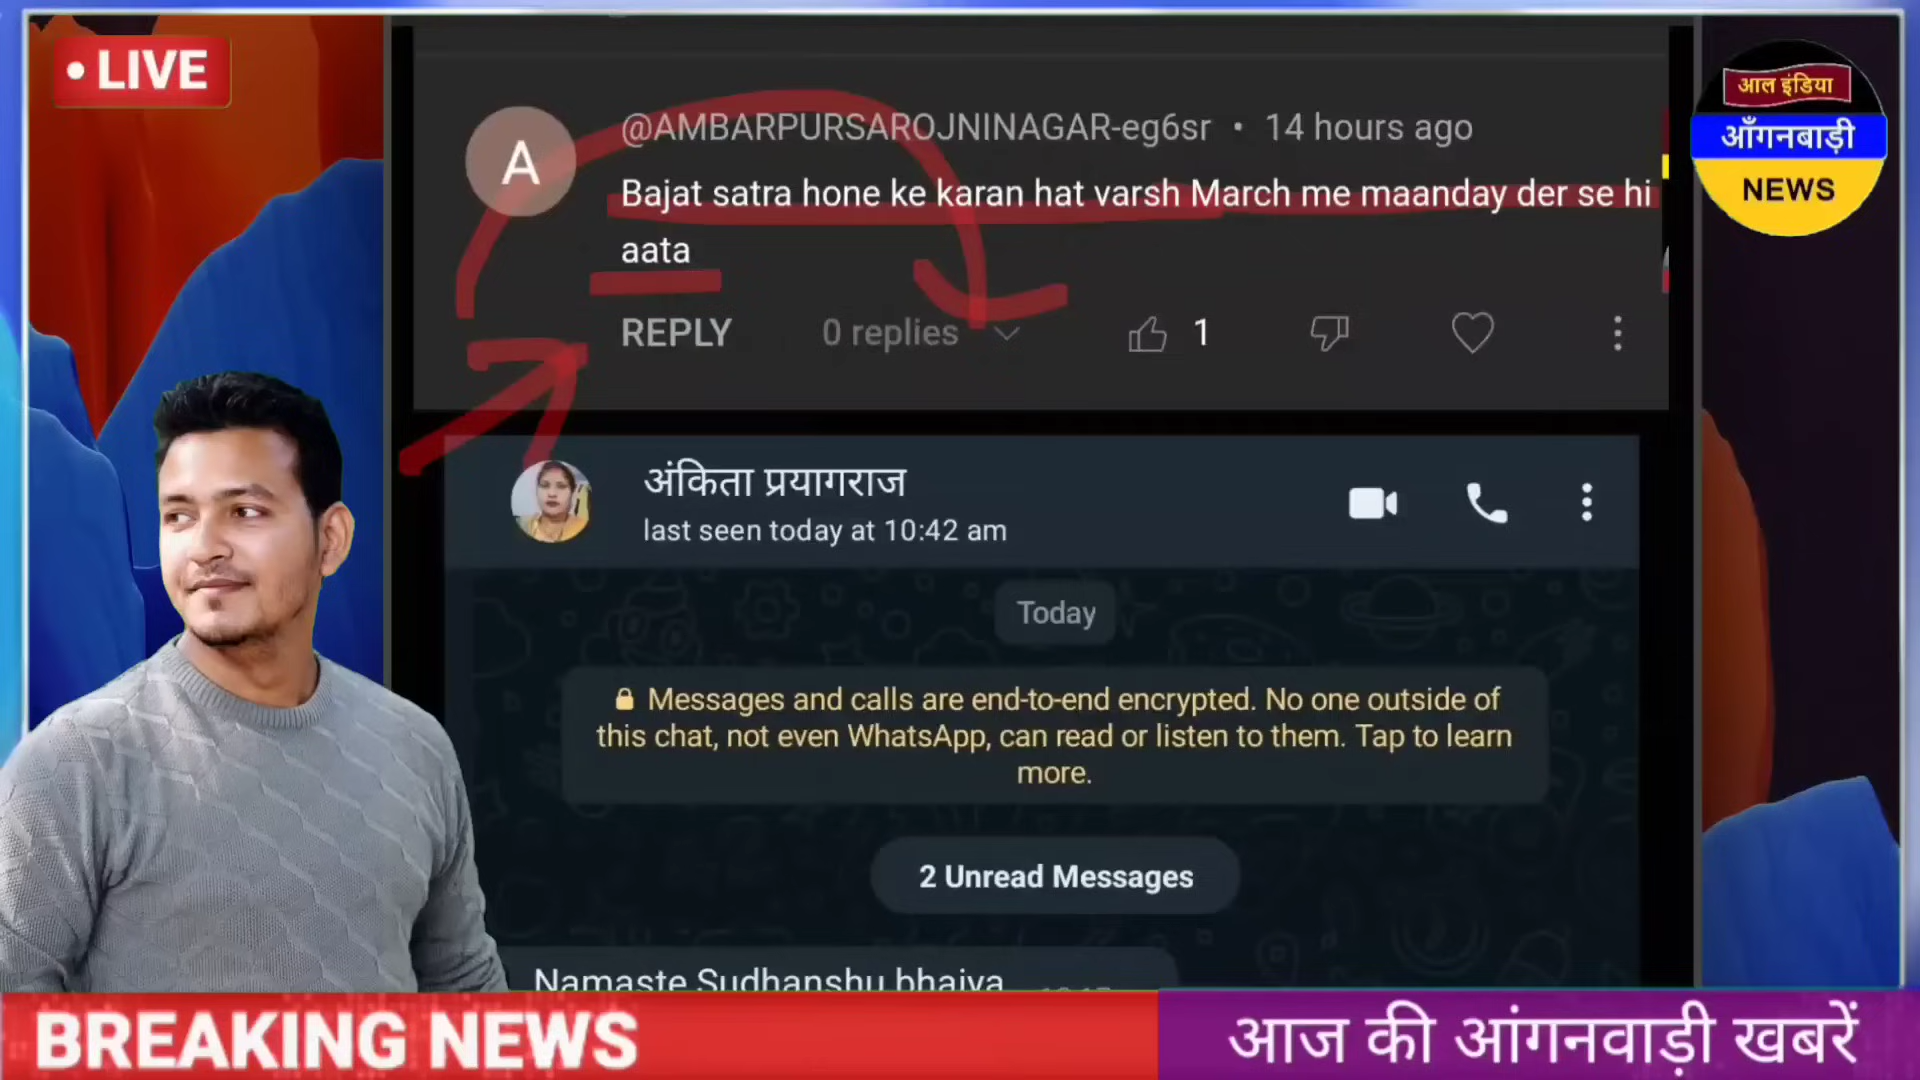 • LIVE
@AMBARPURSAROJNINAGAR-eg6sr • 14 hours ago
A
Bajat satra hone ke karan hat varsh March me maanday der se hi
aata
REPLY 0 replies 1
आल इंडिया
आँगनबाड़ी
NEWS
अंकिता प्रयागराज
last seen today at 10:42 am
Today
Messages and calls are end-to-end encrypted. No one outside of
this chat, not even WhatsApp, can read or listen to them. Tap to learn
more.
2 Unread Messages
Namaste Sudhanshu bhaiya
BREAKING NEWS
आज की आंगनवाड़ी खबरें